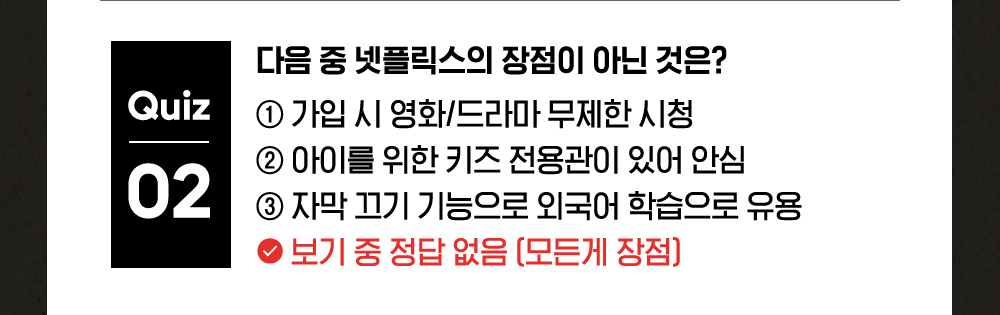 Quiz
02
다음 중 넷플릭스의 장점이 아닌 것은?
① 가입 시 영화/드라마 무제한 시청
② 아이를 위한 키즈 전용관이 있어 안심
③ 자막 끄기 기능으로 외국어 학습으로 유용
보기 중 정답 없음 (모든게 장점)